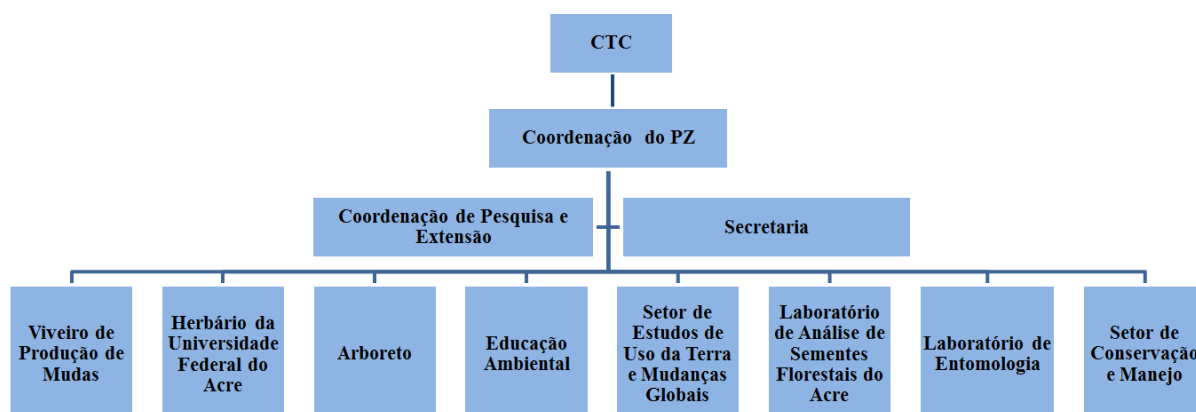 CTC
Coordenação do PZ
Coordenação de Pesquisa e
Extensão
Secretaria
Viveiro de
Produção de
Mudas
Herbário da
Universidade
Federal do
Acre
Arboreto
Educação
Ambiental
Setor de
Estudos de
Uso da Terra
e Mudanças
Globais
Laboratório
de Análise de
Sementes
Florestais do
Acre
Laboratório de
Entomologia
Setor de
Conservação
e Manejo